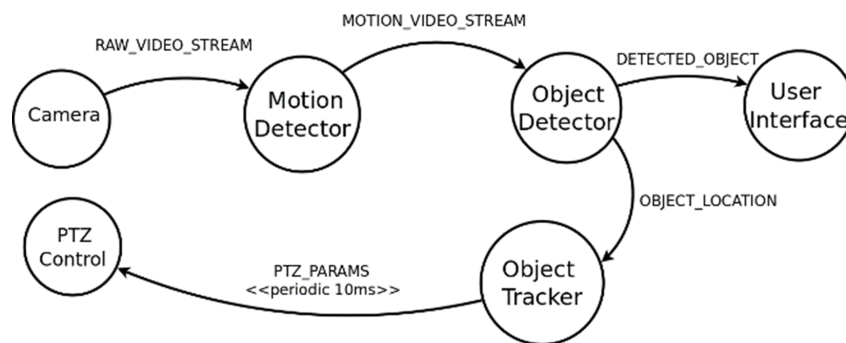 MOTION_VIDEO_STREAM
RAW_VIDEO_STREAM
DETECTED_OBJECT
Camera
Motion
Detector
Object
Detector
User
Interface
OBJECT_LOCATION
PTZ
Control
PTZ_PARAMS
<<periodic 10ms>>
Object
Tracker